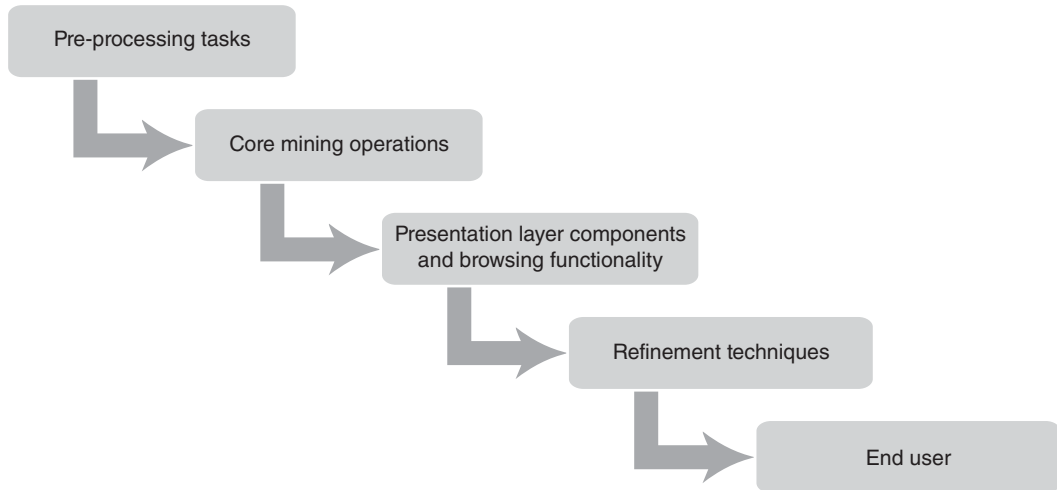 Pre-processing tasks
Core mining operations
Presentation layer components
and browsing functionality
Refinement techniques
End user